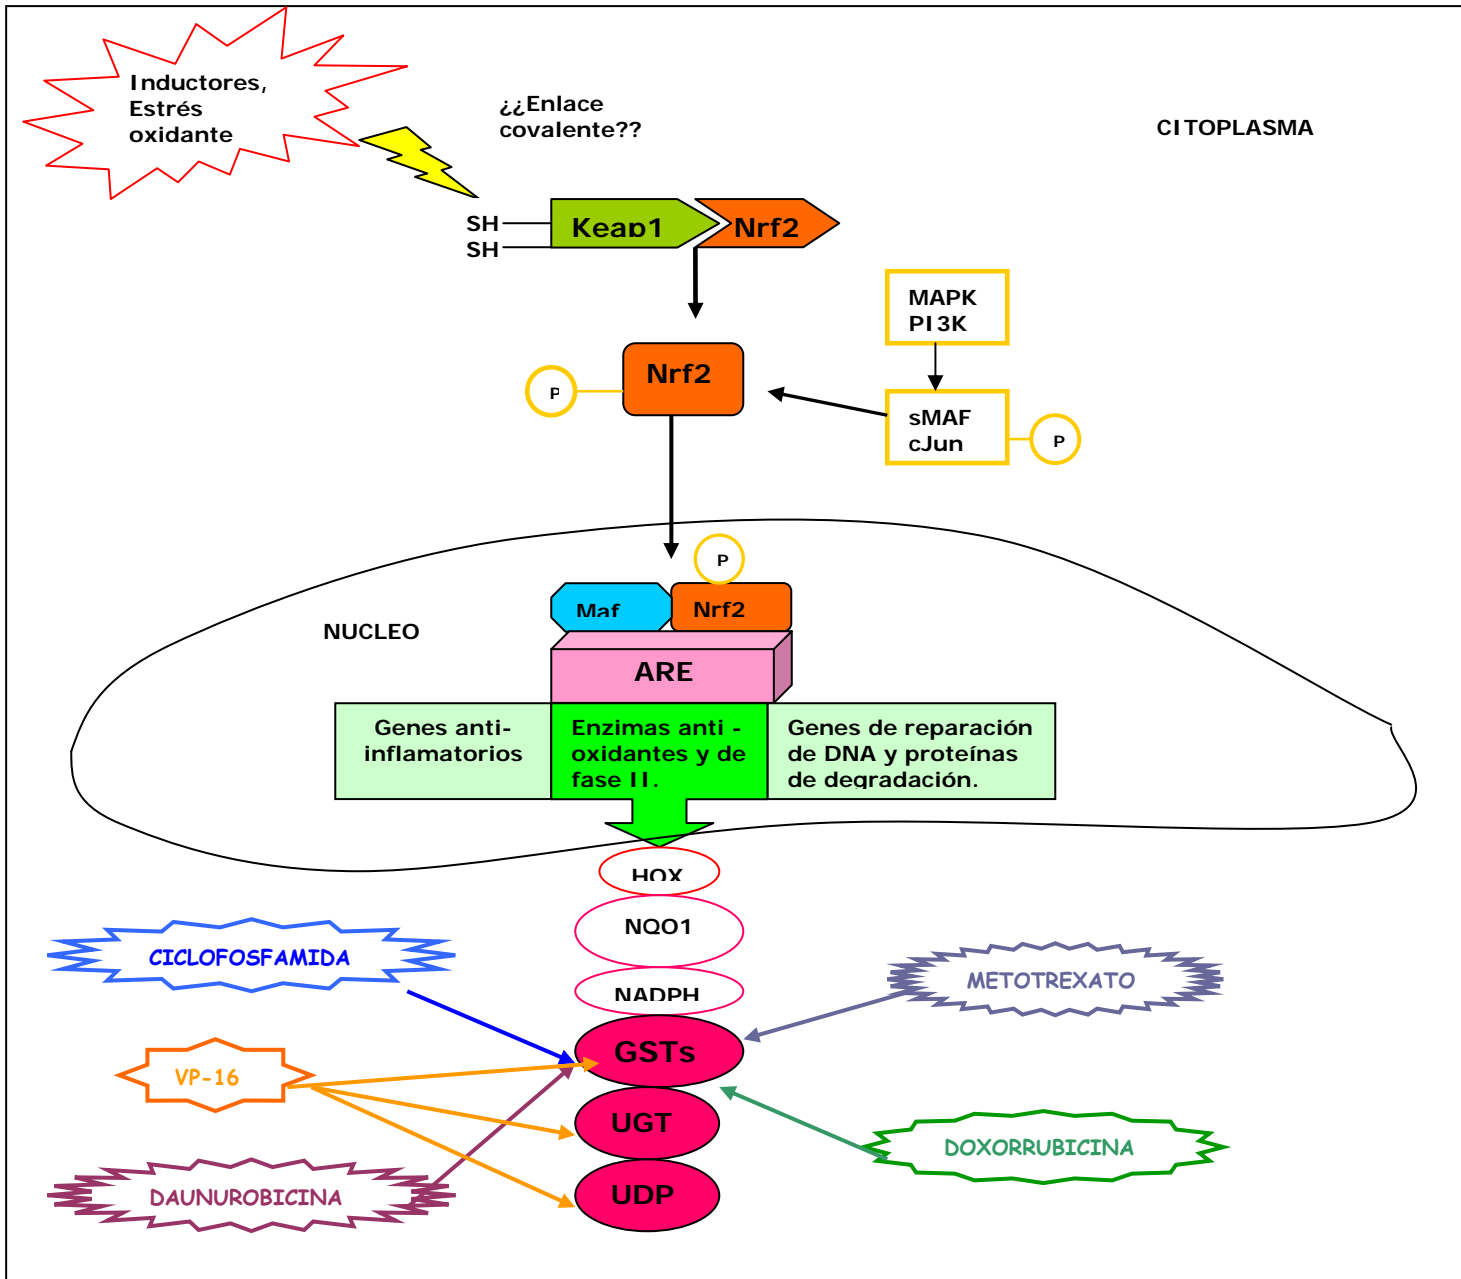 Inductores,
Estrés
oxidante
¿¿Enlace
covalente??
CITOPLASMA
SH
SH
Keap1
Nrf2
MAPK
PI3K
Nrf2
P
sMAF
cJun
P
P
Maf
Nrf2
NUCLEO
ARE
Genes anti-
inflamatorios
Enzimas anti -
oxidantes y de
fase II.
Genes de reparación
de DNA y proteínas
de degradación.
HOX
NQO1
CICLOFOSFAMIDA
METOTREXATO
NADPH
GSTs
VP-16
UGT
DOXORRUBICINA
DAUNUROBICINA
UDP